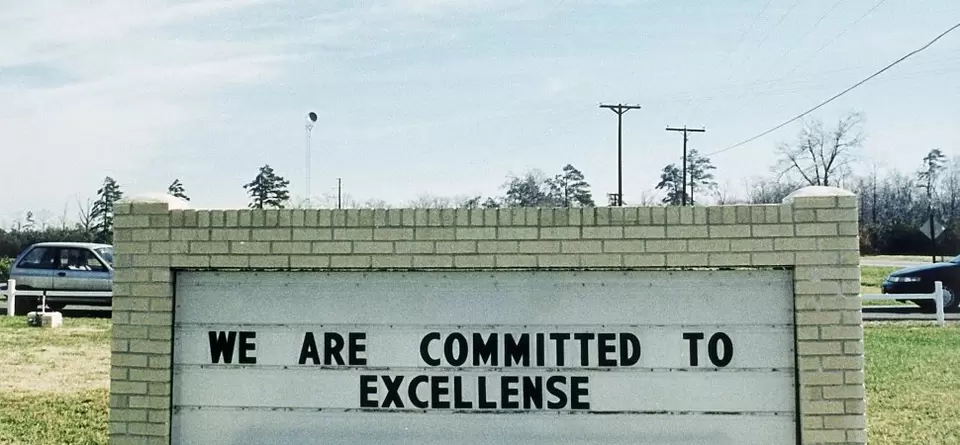 WE ARE COMMITTED TO
EXCELLENSE